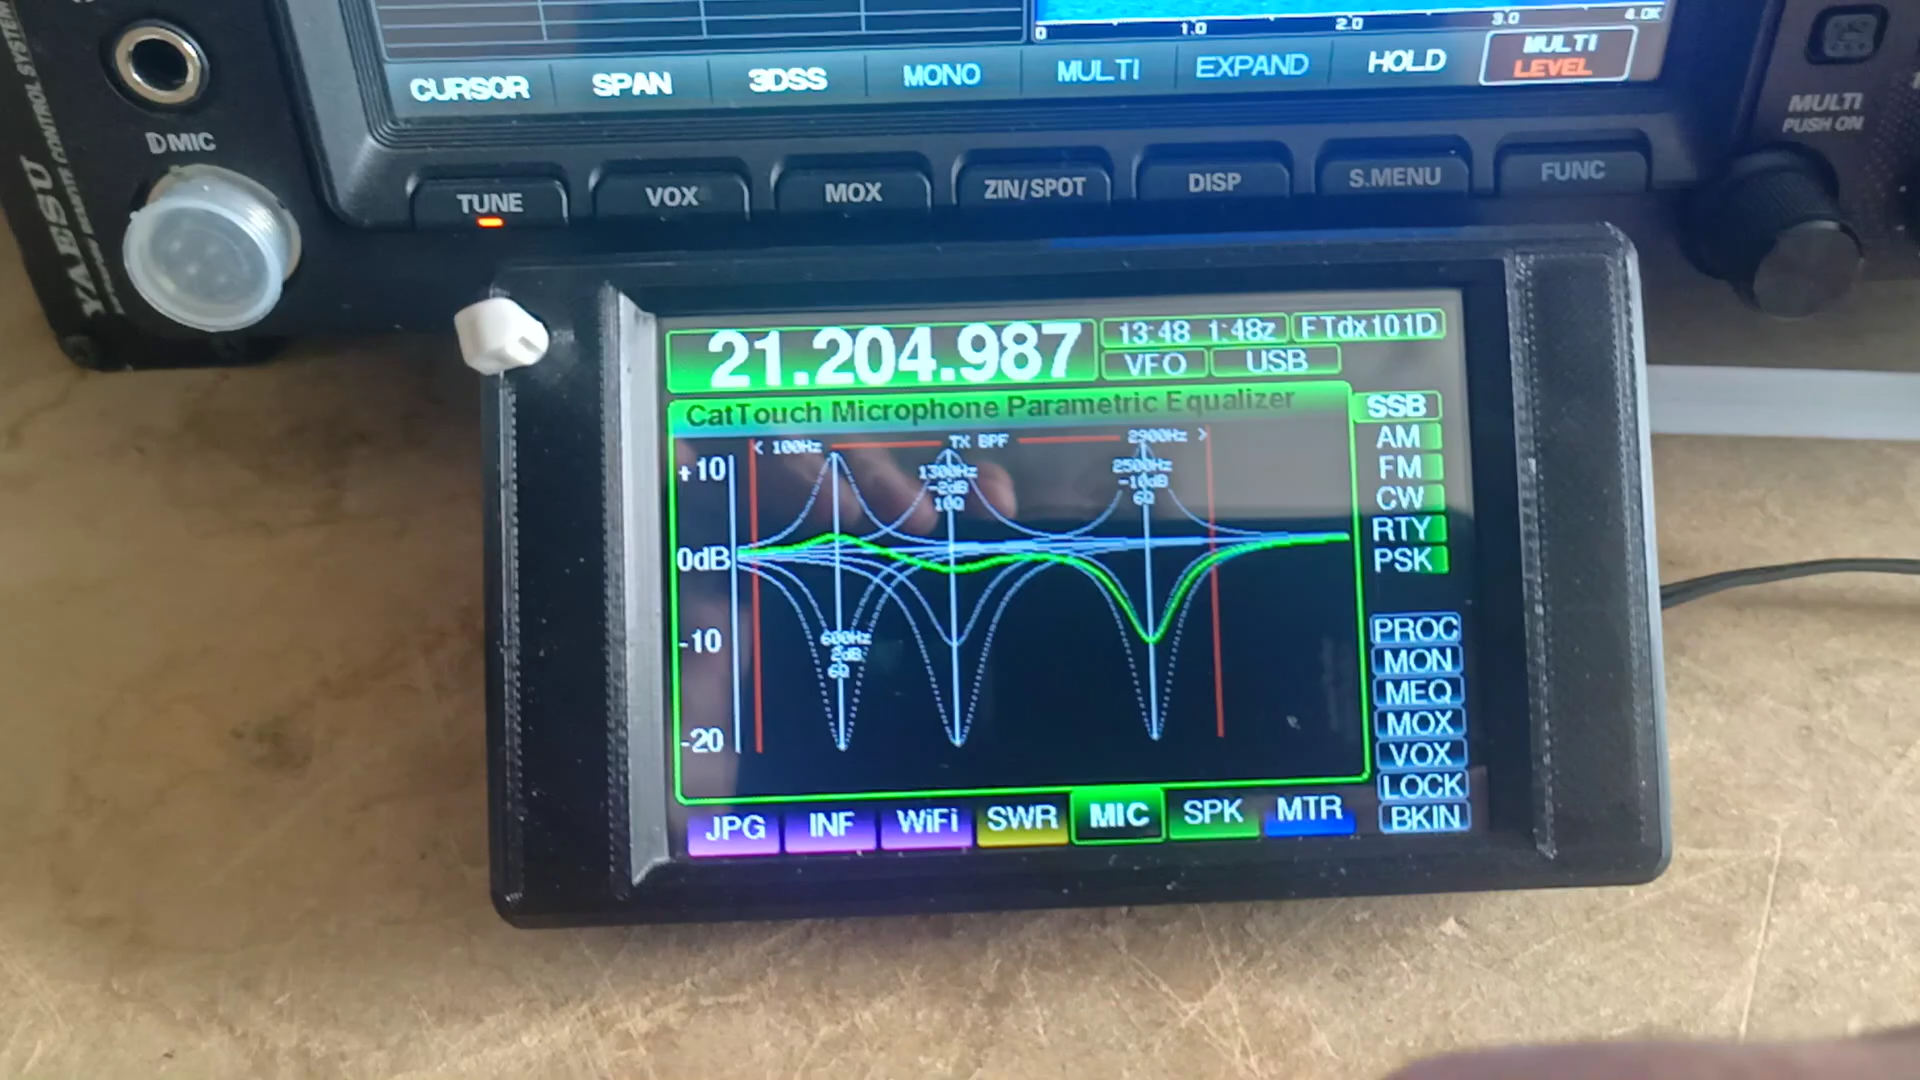 0 1.0 2.0 3.0 4.0K
CURSOR SPAN 3DSS MONO MULTI EXPAND HOLD MULTI
LEVEL
MIC
MULTI
PUSH ON
TUNE VOX MOX ZIN/SPOT DISP S.MENU FUNC
YAESU
21.204.987
13:48 1:48z FTdx101D
VFO USB
CatTouch Microphone Parametric Equalizer
< 100Hz TX BPF 2900Hz >
+10
1300Hz
-2dB
10Q
2500Hz
-10dB
6Q
0dB
-10
600Hz
2dB
6Q
-20
SSB
AM
FM
CW
RTY
PSK
PROC
MON
MEQ
MOX
VOX
LOCK
BKIN
JPG INF WiFi SWR MIC SPK MTR